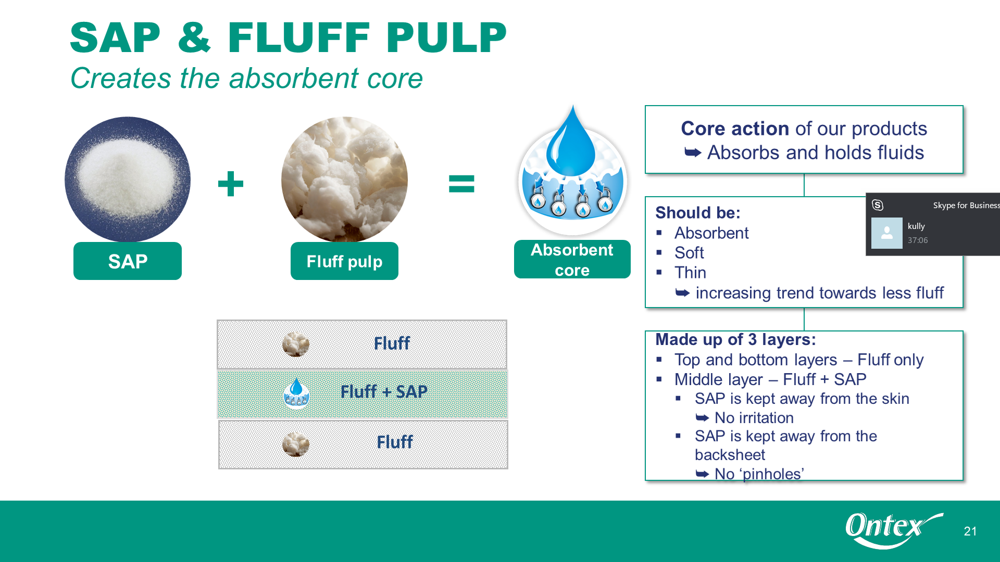 SAP & FLUFF PULP
Creates the absorbent core
+
=
SAP
Fluff pulp
Absorbent
core
Fluff
Fluff + SAP
Fluff
Core action of our products
➥ Absorbs and holds fluids
Should be:
▪ Absorbent
▪ Soft
▪ Thin
➥ increasing trend towards less fluff
Skype for Business
kully
37:06
Made up of 3 layers:
▪ Top and bottom layers – Fluff only
▪ Middle layer – Fluff + SAP
▪ SAP is kept away from the skin
➥ No irritation
▪ SAP is kept away from the
backsheet
➥ No ‘pinholes’
Ontex
21